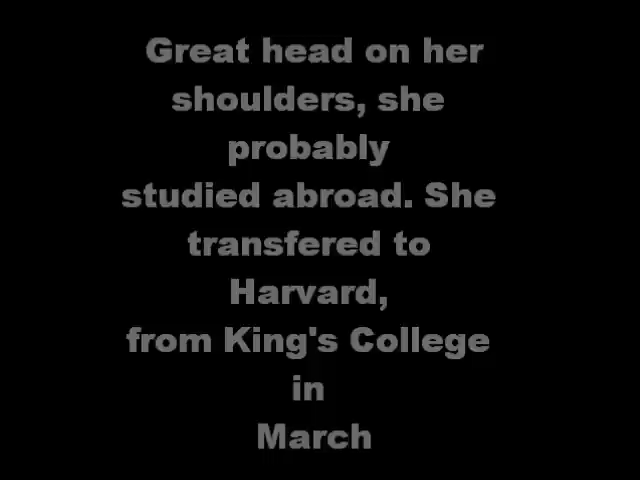 Great head on her
shoulders, she
probably
studied abroad. She
transfered to
Harvard,
from King's College
in
March